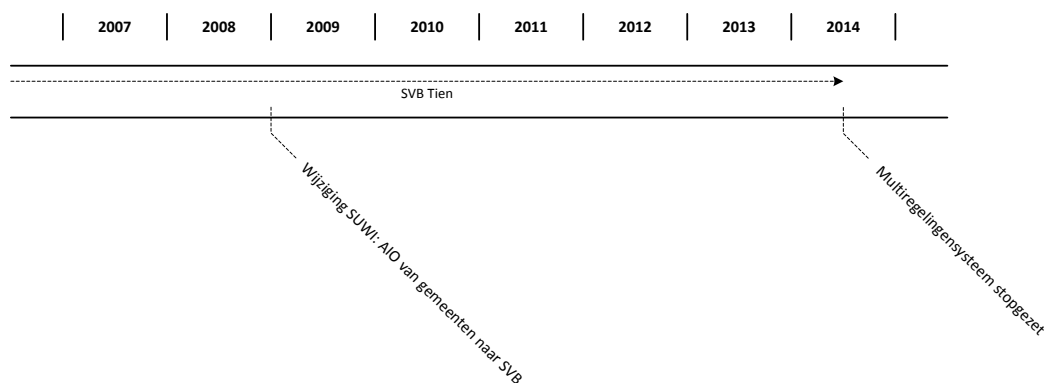 2007 2008 2009 2010 2011 2012 2013 2014
SVB Tien
Wijziging SUWI: AIO van gemeenten naar SVB
Multiregelingensysteem stopgezet